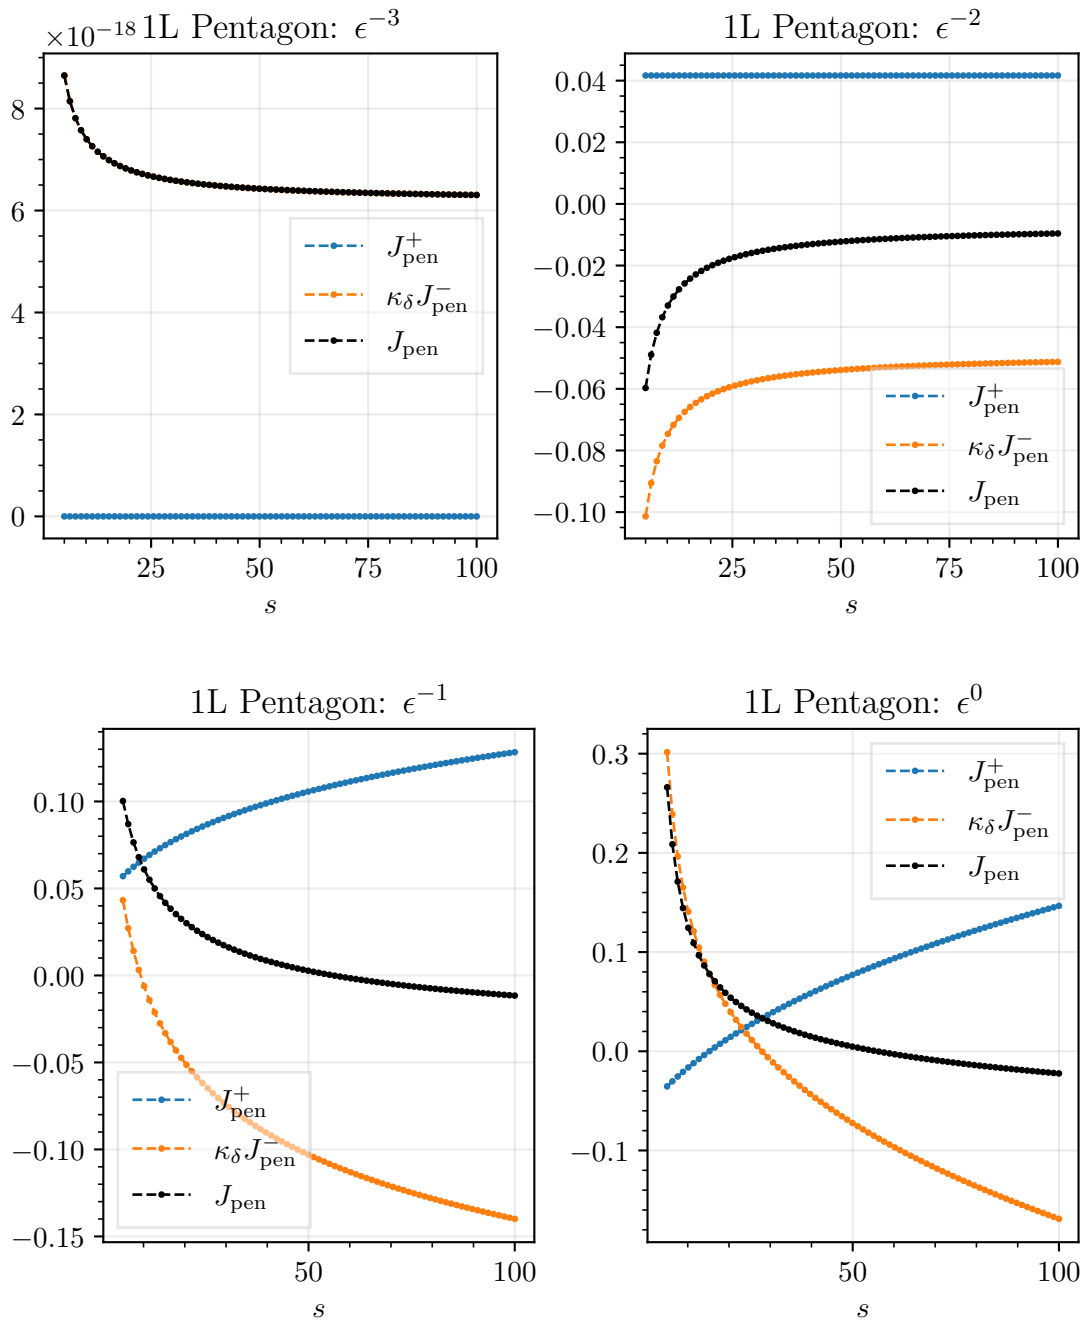 ×10⁻¹⁸ 1L Pentagon: ϵ⁻³
8
6
4
2
0
25 50 75 100
s
J⁺pen
κδJ⁻pen
Jpen
1L Pentagon: ϵ⁻²
0.04
0.02
0.00
−0.02
−0.04
−0.06
−0.08
−0.10
25 50 75 100
s
J⁺pen
κδJ⁻pen
Jpen
1L Pentagon: ϵ⁻¹
0.10
0.05
0.00
−0.05
−0.10
−0.15
50 100
s
J⁺pen
κδJ⁻pen
Jpen
1L Pentagon: ϵ⁰
0.3
0.2
0.1
0.0
−0.1
50 100
s
J⁺pen
κδJ⁻pen
Jpen